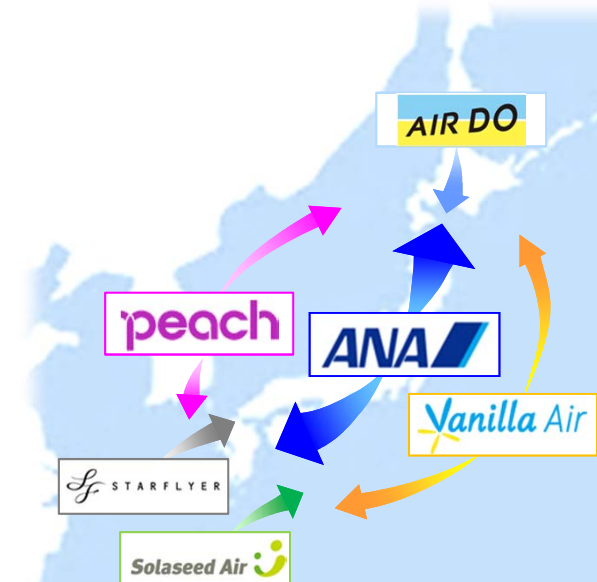 AIR DO
peach
ANA
Vanilla Air
STARFLYER
Solaseed Air